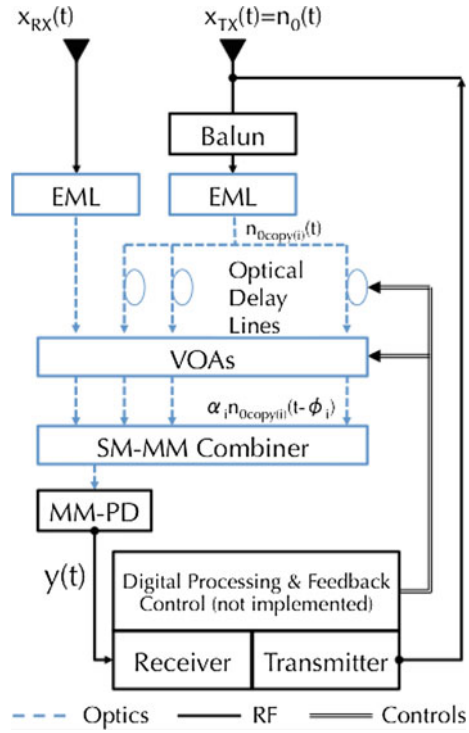 x_RX(t)
x_TX(t)=n_0(t)
Balun
EML
EML
n_0copy(i)(t)
Optical
Delay
Lines
VOAs
α_i n_0copy(i)(t-ϕ_i)
SM-MM Combiner
MM-PD
y(t)
Digital Processing & Feedback
Control (not implemented)
Receiver
Transmitter
Optics
RF
Controls